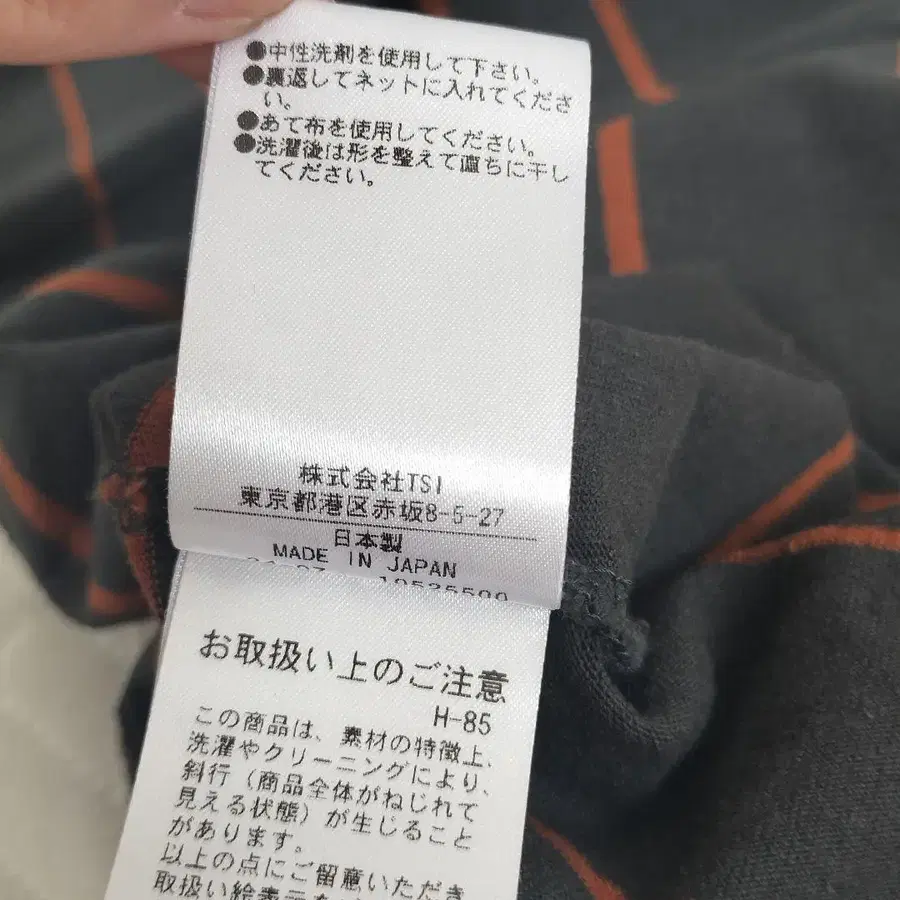 ●中性洗剤を使用して下さい。
●裏返してネットに入れてくださ
い。
●あて布を使用してください。
●洗濯後は形を整えて直ちに干し
てください。
株式会社TSI
東京都港区赤坂8-5-27
日本製
MADE IN JAPAN
10525500
お取扱い上のご注意
H-85
この商品は、素材の特徴上、
洗濯やクリーニングにより、
斜行（商品全体がねじれて
見える状態）が生じること
があります。
以上の点にご留意いただき
取扱い絵表示